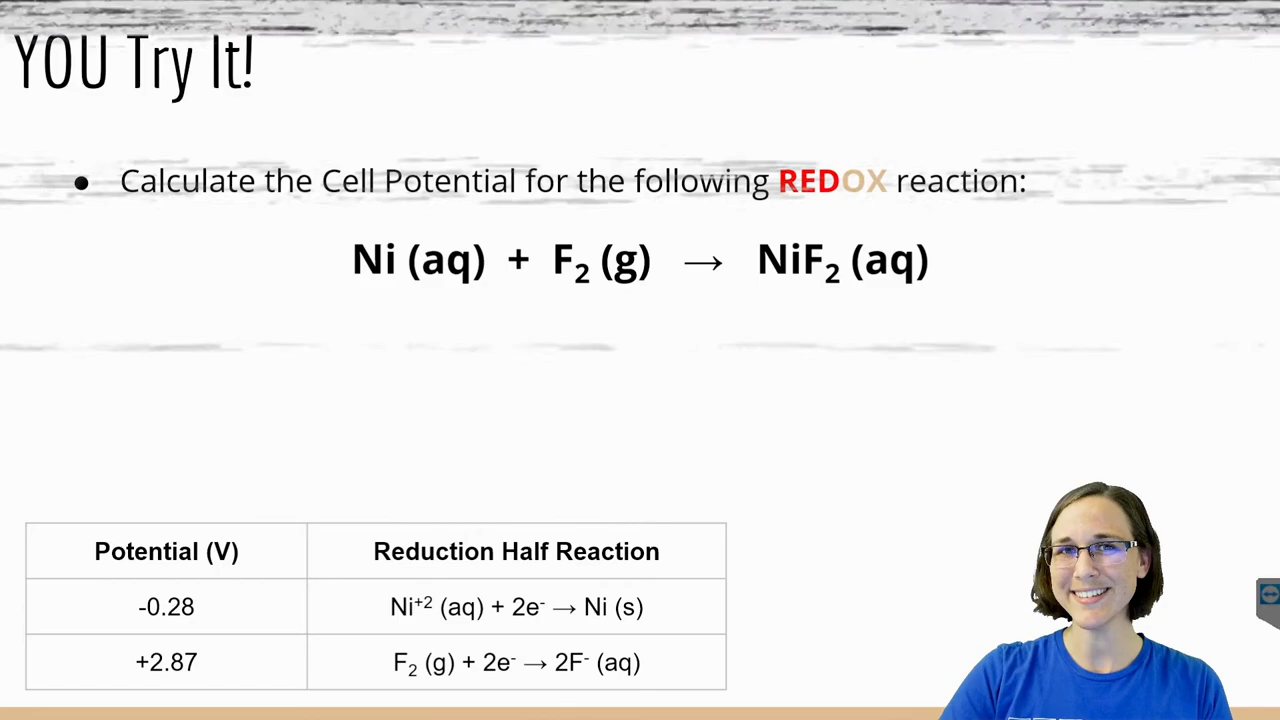 YOU Try It!
● Calculate the Cell Potential for the following REDOX reaction:
Ni (aq) + F₂ (g) → NiF₂ (aq)
Potential (V) Reduction Half Reaction
-0.28 Ni⁺² (aq) + 2e⁻ → Ni (s)
+2.87 F₂ (g) + 2e⁻ → 2F⁻ (aq)